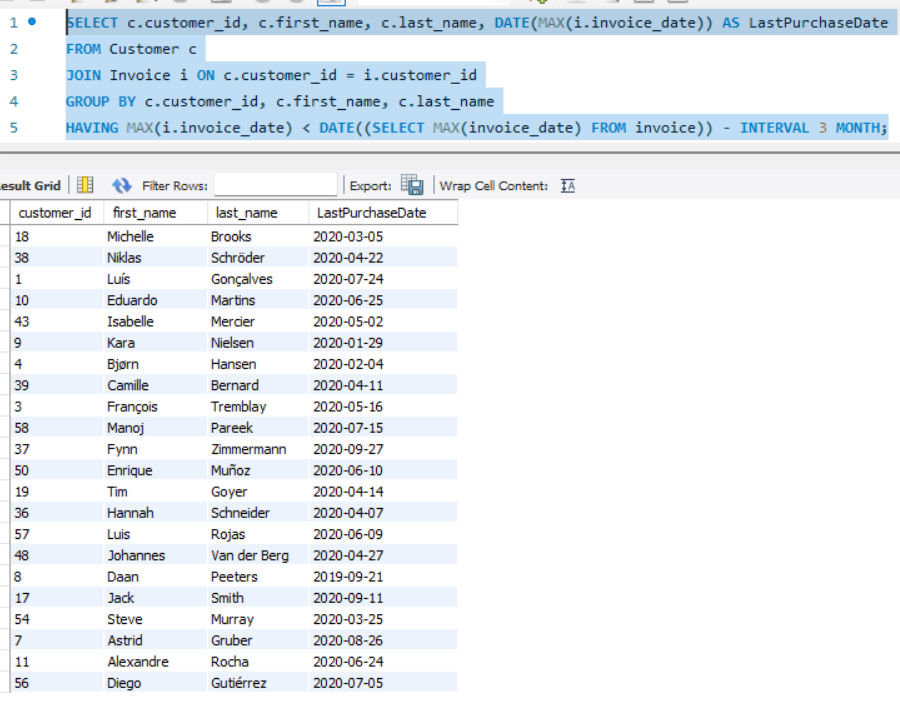 1 SELECT c.customer_id, c.first_name, c.last_name, DATE(MAX(i.invoice_date)) AS LastPurchaseDate
2 FROM Customer c
3 JOIN Invoice i ON c.customer_id = i.customer_id
4 GROUP BY c.customer_id, c.first_name, c.last_name
5 HAVING MAX(i.invoice_date) < DATE((SELECT MAX(invoice_date) FROM invoice)) - INTERVAL 3 MONTH;
esult Grid Filter Rows: Export: Wrap Cell Content: IA
customer_id first_name last_name LastPurchaseDate
18 Michelle Brooks 2020-03-05
38 Niklas Schröder 2020-04-22
1 Luís Gonçalves 2020-07-24
10 Eduardo Martins 2020-06-25
43 Isabelle Mercier 2020-05-02
9 Kara Nielsen 2020-01-29
4 Bjørn Hansen 2020-02-04
39 Camille Bernard 2020-04-11
3 François Tremblay 2020-05-16
58 Manoj Pareek 2020-07-15
37 Fynn Zimmermann 2020-09-27
50 Enrique Muñoz 2020-06-10
19 Tim Goyer 2020-04-14
36 Hannah Schneider 2020-04-07
57 Luis Rojas 2020-06-09
48 Johannes Van der Berg 2020-04-27
8 Daan Peeters 2019-09-21
17 Jack Smith 2020-09-11
54 Steve Murray 2020-03-25
7 Astrid Gruber 2020-08-26
11 Alexandre Rocha 2020-06-24
56 Diego Gutiérrez 2020-07-05